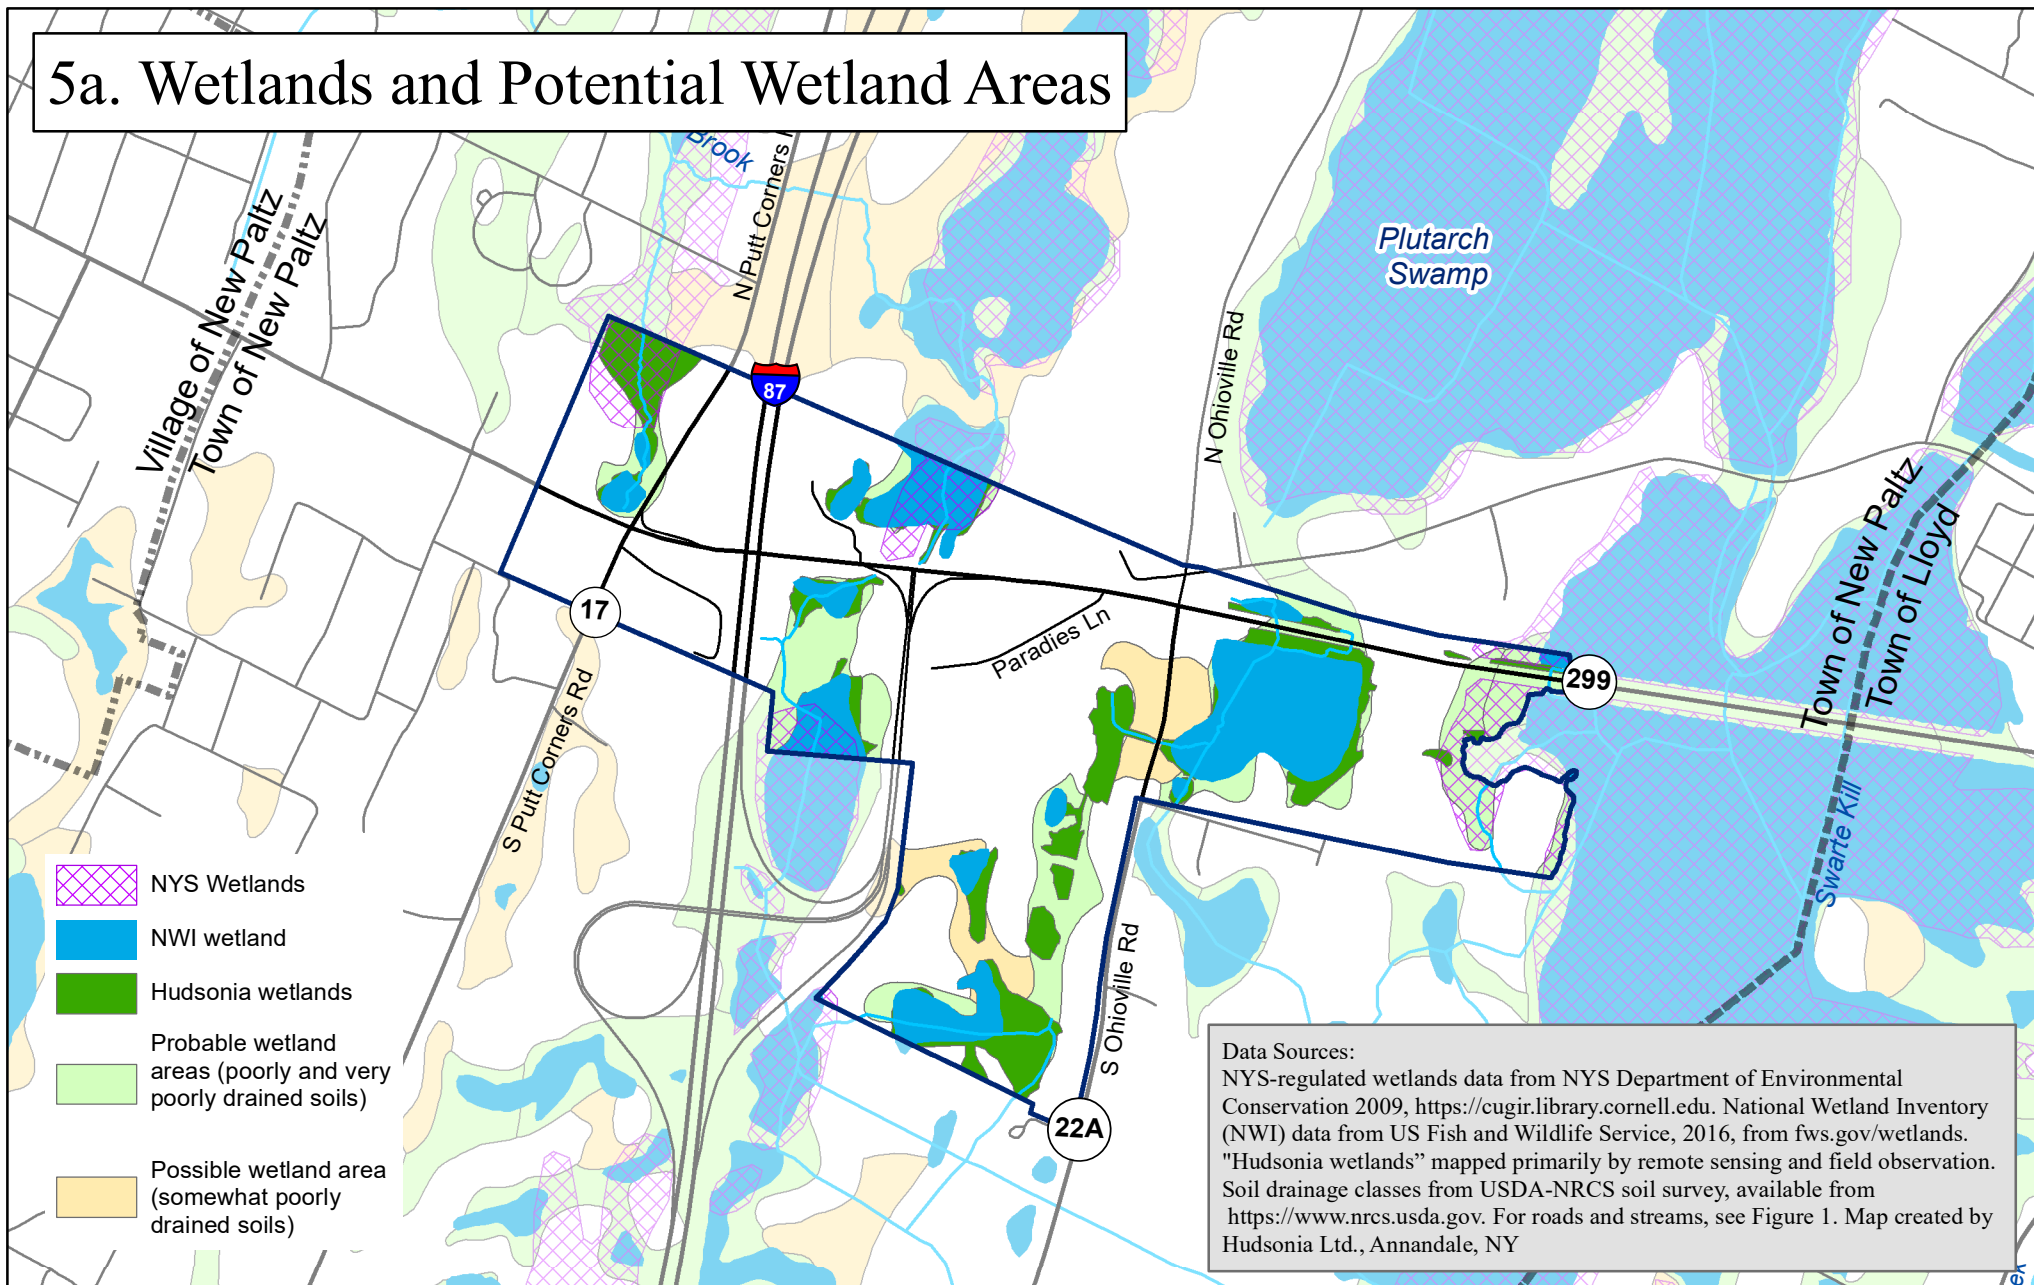 5a. Wetlands and Potential Wetland Areas
Brook
N Putt Corners
Village of New Paltz
Town of New Paltz
Plutarch
Swamp
87
N Ohioville Rd
Town of New Paltz
Town of Lloyd
17
Paradies Ln
299
S Putt Corners Rd
Swarte Kill
S Ohioville Rd
22A
NYS Wetlands
NWI wetland
Hudsonia wetlands
Probable wetland
areas (poorly and very
poorly drained soils)
Possible wetland area
(somewhat poorly
drained soils)
Data Sources:
NYS-regulated wetlands data from NYS Department of Environmental
Conservation 2009, https://cugir.library.cornell.edu. National Wetland Inventory
(NWI) data from US Fish and Wildlife Service, 2016, from fws.gov/wetlands.
"Hudsonia wetlands” mapped primarily by remote sensing and field observation.
Soil drainage classes from USDA-NRCS soil survey, available from
https://www.nrcs.usda.gov. For roads and streams, see Figure 1. Map created by
Hudsonia Ltd., Annandale, NY